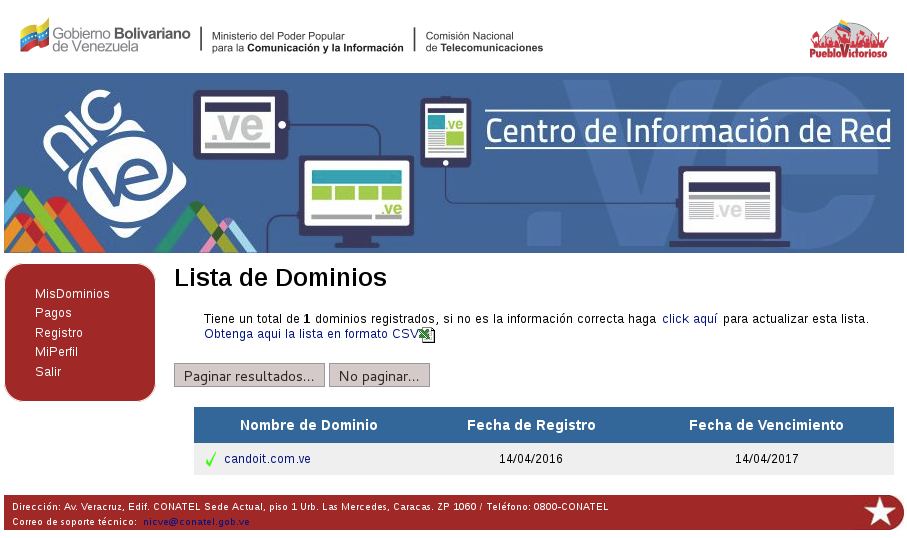 Gobierno Bolivariano
de Venezuela
Ministerio del Poder Popular
para la Comunicación y la Información
Comisión Nacional
de Telecomunicaciones
PuebloVictorioso
nic
.ve
.ve
.ve
ve
.ve
Centro de Información de Red
.ve
Lista de Dominios
MisDominios
Pagos
Registro
MiPerfil
Salir
Tiene un total de 1 dominios registrados, si no es la información correcta haga click aquí para actualizar esta lista.
Obtenga aqui la lista en formato CSV
Paginar resultados...
No paginar...
Nombre de Dominio Fecha de Registro Fecha de Vencimiento
candoit.com.ve 14/04/2016 14/04/2017
Dirección: Av. Veracruz, Edif. CONATEL Sede Actual, piso 1 Urb. Las Mercedes, Caracas. ZP 1060 / Teléfono: 0800-CONATEL
Correo de soporte técnico: nicve@conatel.gob.ve